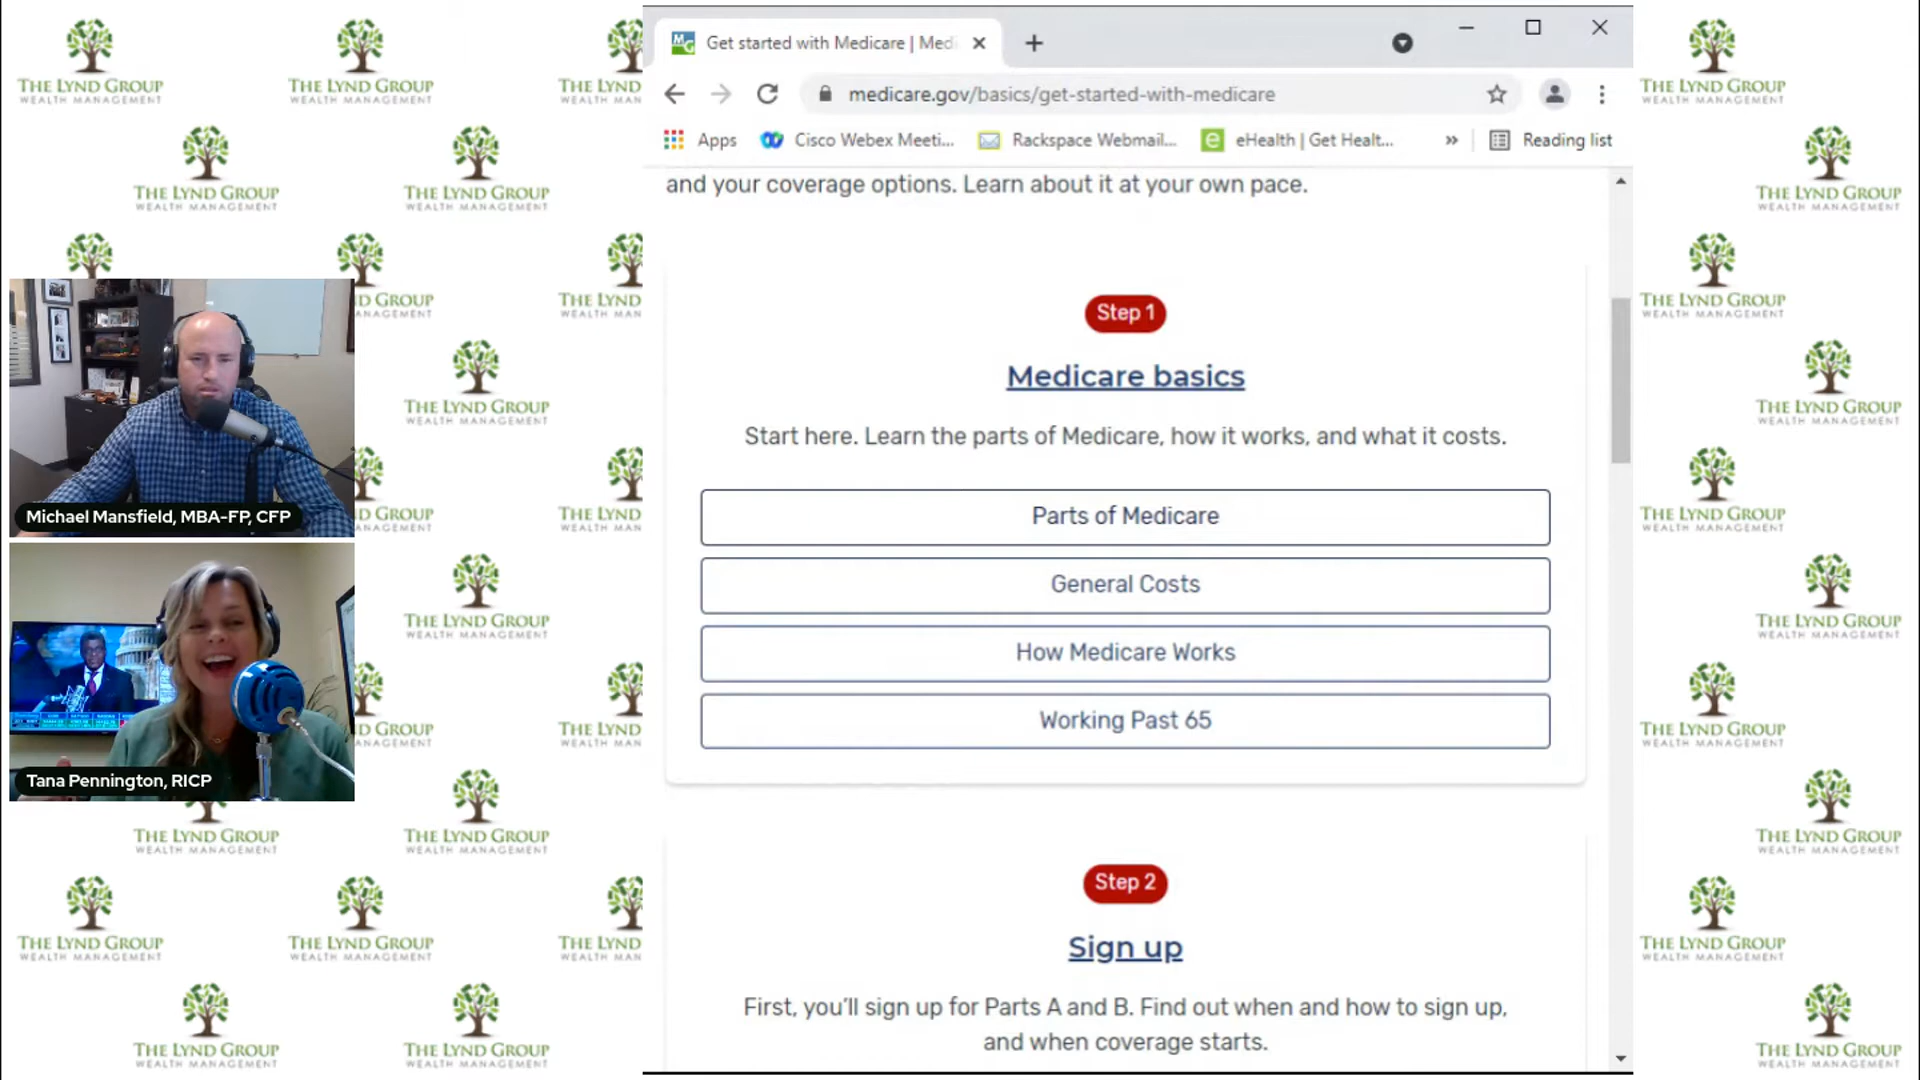 THE LYND GROUP
WEALTH MANAGEMENT
Michael Mansfield, MBA-FP, CFP
Tana Pennington, RICP
Get started with Medicare | Med
medicare.gov/basics/get-started-with-medicare
Apps
Cisco Webex Meeti...
Rackspace Webmail...
eHealth | Get Healt...
»
Reading list
and your coverage options. Learn about it at your own pace.
Step 1
Medicare basics
Start here. Learn the parts of Medicare, how it works, and what it costs.
Parts of Medicare
General Costs
How Medicare Works
Working Past 65
Step 2
Sign up
First, you'll sign up for Parts A and B. Find out when and how to sign up,
and when coverage starts.